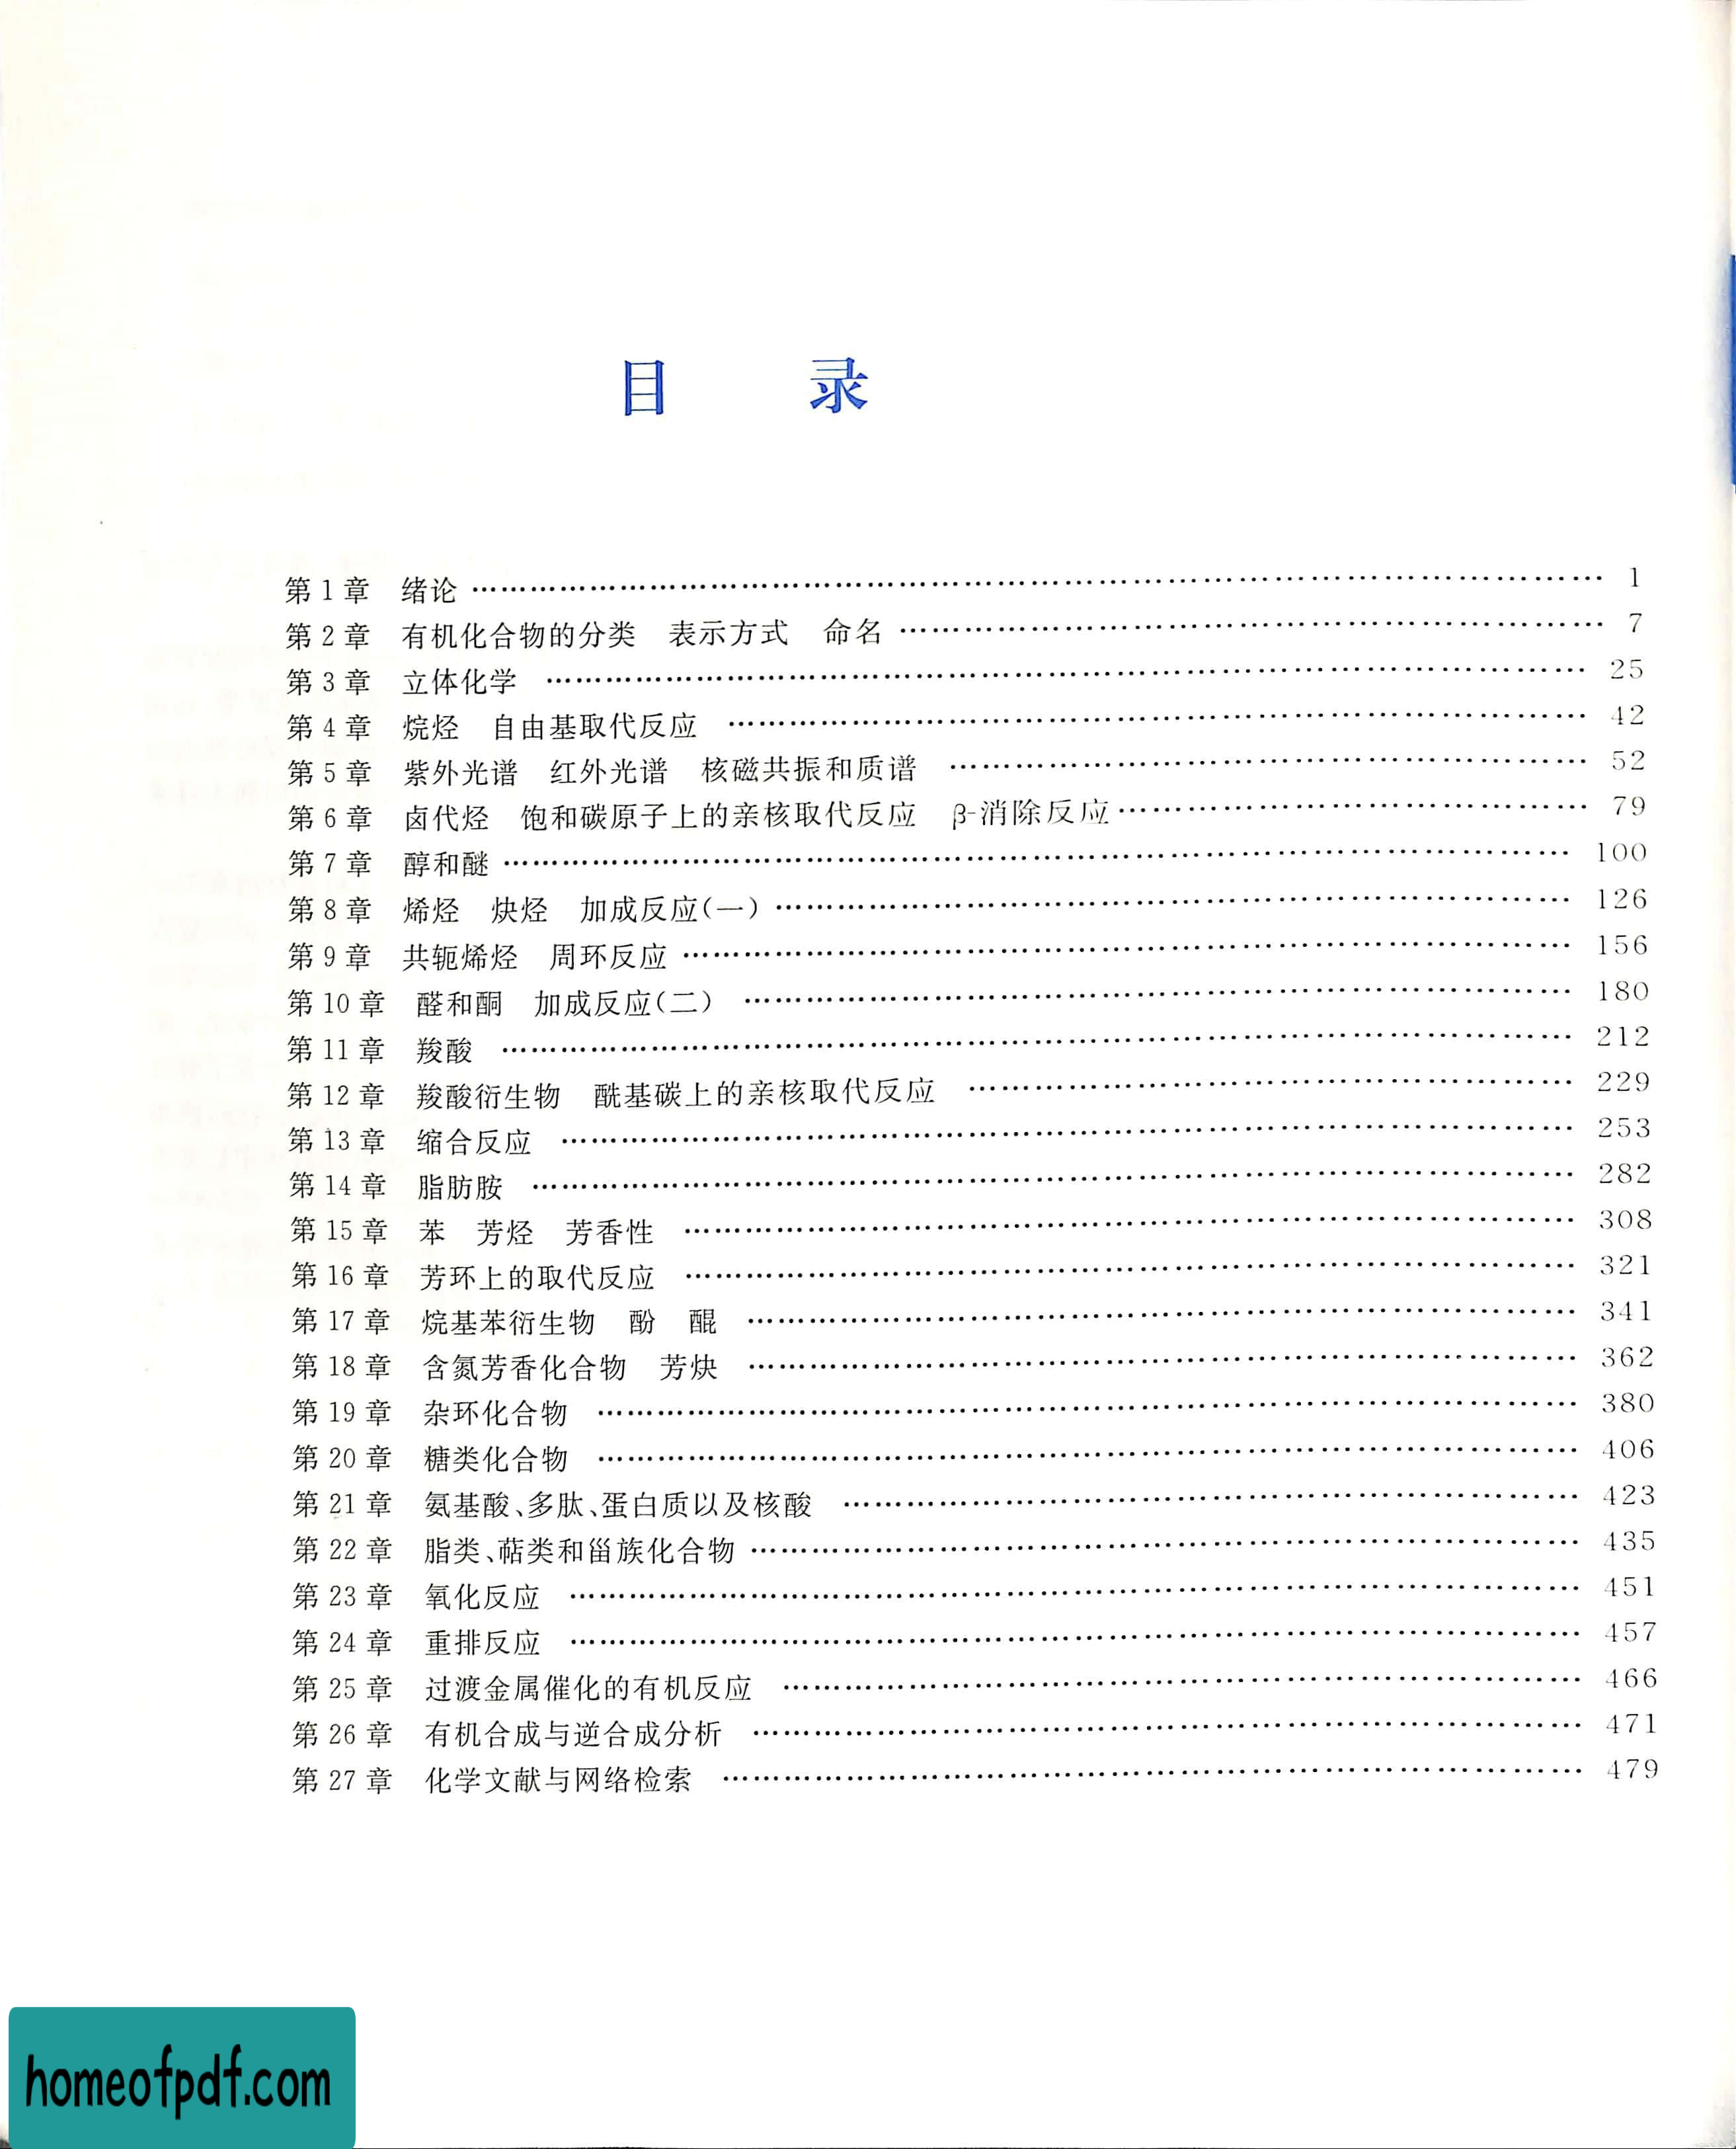 目 录
第 1 章 绪论 …… 1
第 2 章 有机化合物的分类 表示方式 命名 …… 7
第 3 章 立体化学 …… 25
第 4 章 烷烃 自由基取代反应 …… 42
第 5 章 紫外光谱 红外光谱 核磁共振和质谱 …… 52
第 6 章 卤代烃 饱和碳原子上的亲核取代反应 β-消除反应 …… 79
第 7 章 醇和醚 …… 100
第 8 章 烯烃 炔烃 加成反应(一) …… 126
第 9 章 共轭烯烃 周环反应 …… 156
第 10 章 醛和酮 加成反应(二) …… 180
第 11 章 羧酸 …… 212
第 12 章 羧酸衍生物 酰基碳上的亲核取代反应 …… 229
第 13 章 缩合反应 …… 253
第 14 章 脂肪胺 …… 282
第 15 章 苯 芳烃 芳香性 …… 308
第 16 章 芳环上的取代反应 …… 321
第 17 章 烷基苯衍生物 酚 醌 …… 341
第 18 章 含氮芳香化合物 芳炔 …… 362
第 19 章 杂环化合物 …… 380
第 20 章 糖类化合物 …… 406
第 21 章 氨基酸、多肽、蛋白质以及核酸 …… 423
第 22 章 脂类、萜类和甾族化合物 …… 435
第 23 章 氧化反应 …… 451
第 24 章 重排反应 …… 457
第 25 章 过渡金属催化的有机反应 …… 466
第 26 章 有机合成与逆合成分析 …… 471
第 27 章 化学文献与网络检索 …… 479
homeofpdf.com